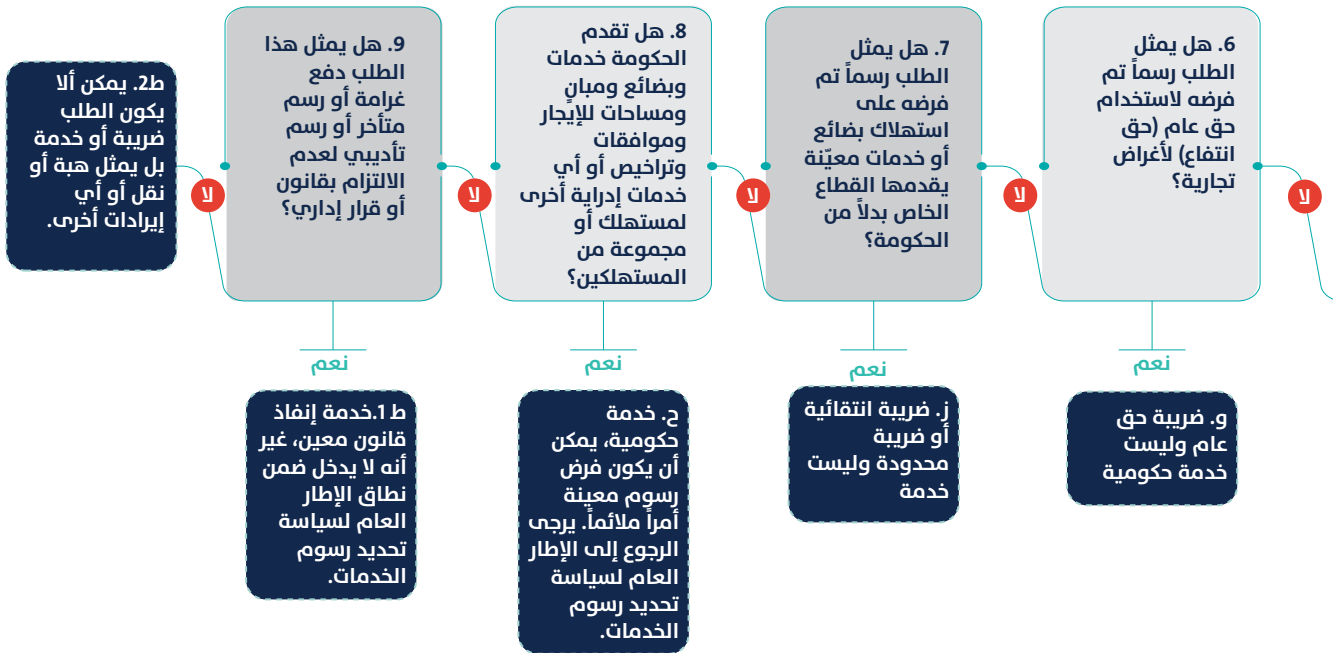 6. هل يمثل
الطلب رسماً تم
فرضه لاستخدام
حق عام (حق
انتفاع) لأغراض
تجارية؟
لا
نعم
و. ضريبة حق
عام وليست
خدمة حكومية
لا
7. هل يمثل
الطلب رسماً تم
فرضه على
استهلاك بضائع
أو خدمات معيّنة
يقدمها القطاع
الخاص بدلاً من
الحكومة؟
نعم
ز. ضريبة انتقائية
أو ضريبة
محدودة وليست
خدمة
لا
8. هل تقدم
الحكومة خدمات
وبضائع ومبانٍ
ومساحات للإيجار
وموافقات
وتراخيص أو أي
خدمات إدراية أخرى
لمستهلك أو
مجموعة من
المستهلكين؟
نعم
ح. خدمة
حكومية، يمكن
أن يكون فرض
رسوم معينة
أمراً ملائماً. يرجى
الرجوع إلى الإطار
العام لسياسة
تحديد رسوم
الخدمات.
لا
9. هل يمثل هذا
الطلب دفع
غرامة أو رسم
متأخر أو رسم
تأديبي لعدم
الالتزام بقانون
أو قرار إداري؟
نعم
ط 1.خدمة إنفاذ
قانون معين، غير
أنه لا يدخل ضمن
نطاق الإطار
العام لسياسة
تحديد رسوم
الخدمات.
لا
ط2. يمكن ألا
يكون الطلب
ضريبة أو خدمة
بل يمثل هبة أو
نقل أو أي
إيرادات أخرى.